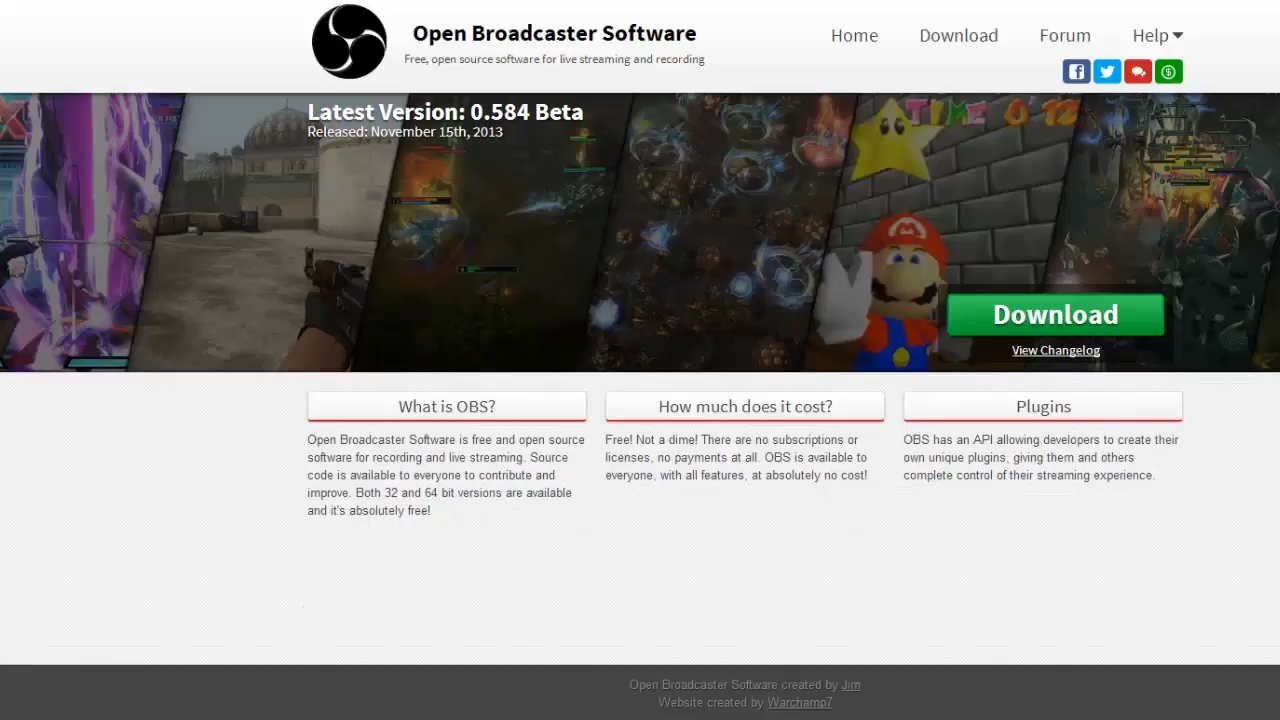 Open Broadcaster Software
Free, open source software for live streaming and recording
Home
Download
Forum
Help
Latest Version: 0.584 Beta
Released: November 15th, 2013
TIME 0 12
Download
View Changelog
What is OBS?
Open Broadcaster Software is free and open source
software for recording and live streaming. Source
code is available to everyone to contribute and
improve. Both 32 and 64 bit versions are available
and it's absolutely free!
How much does it cost?
Free! Not a dime! There are no subscriptions or
licenses, no payments at all. OBS is available to
everyone, with all features, at absolutely no cost!
Plugins
OBS has an API allowing developers to create their
own unique plugins, giving them and others
complete control of their streaming experience.
Open Broadcaster Software created by Jim
Website created by Warchamp7